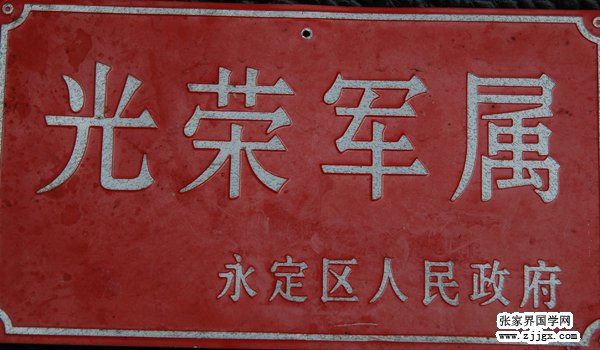 光荣军属
永定区人民政府
张家界国学网
www.zjjgx.com